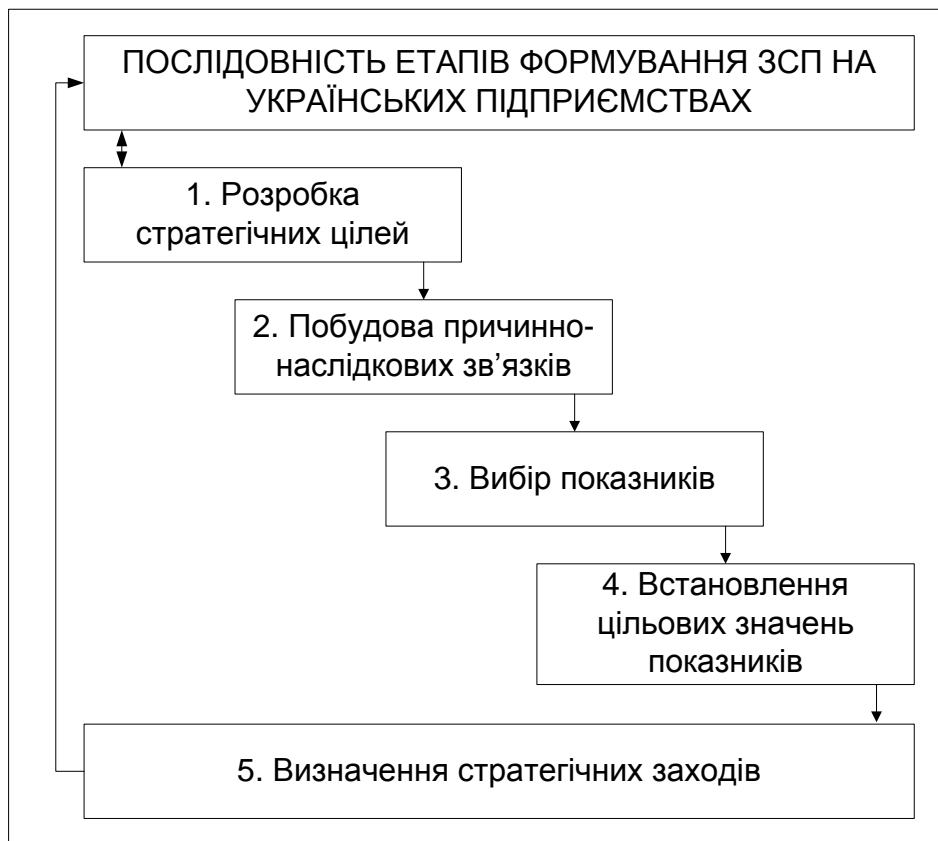 ПОСЛІДОВНІСТЬ ЕТАПІВ ФОРМУВАННЯ ЗСП НА
УКРАЇНСЬКИХ ПІДПРИЄМСТВАХ
1. Розробка
стратегічних цілей
2. Побудова причинно-
наслідкових зв’язків
3. Вибір показників
4. Встановлення
цільових значень
показників
5. Визначення стратегічних заходів